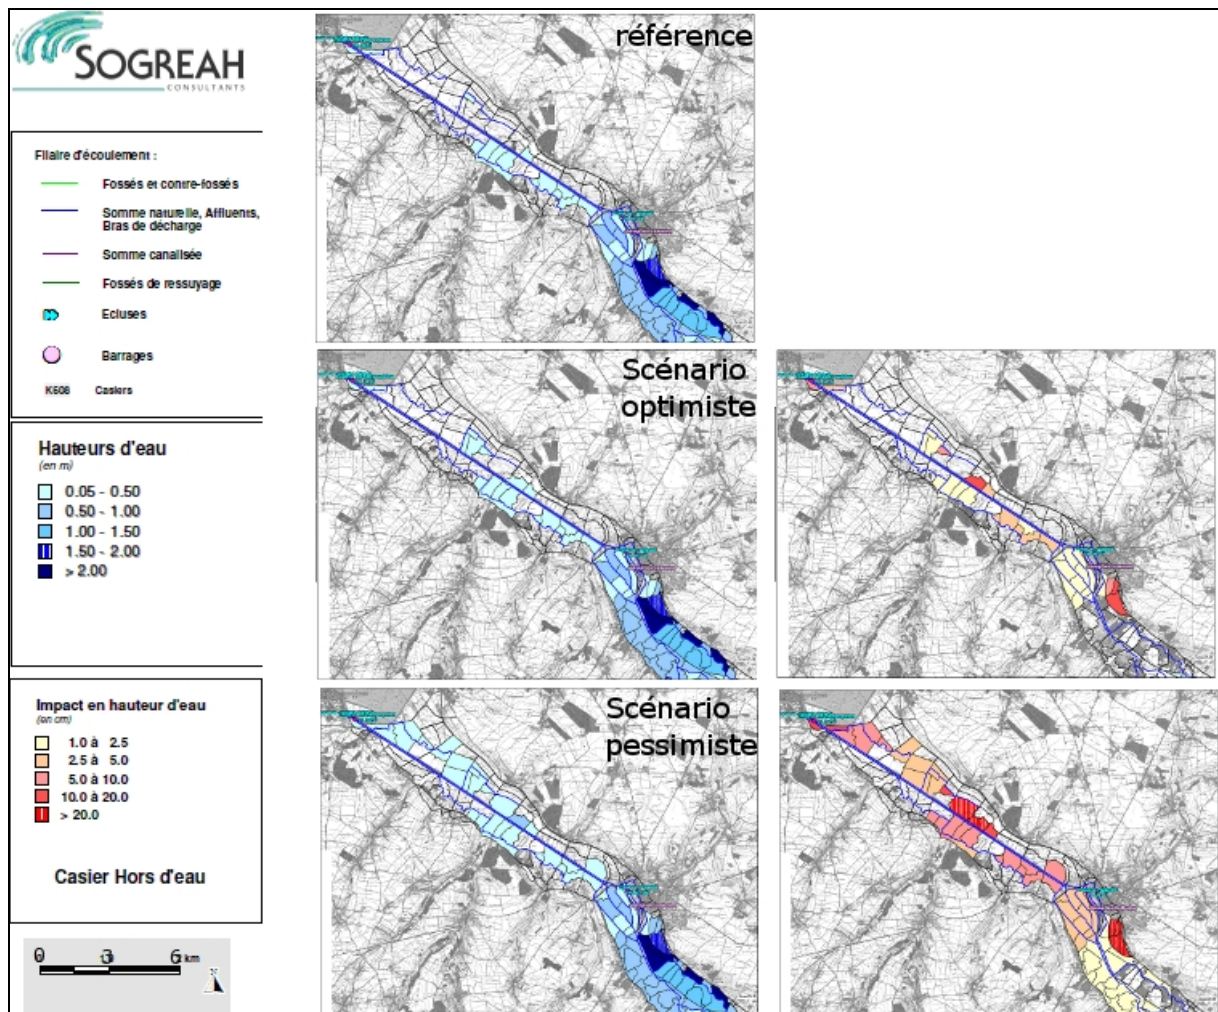 SOGREAH
CONSULTANTS
Filaire d'écoulement :
Fossés et contre-fossés
Somme naturelle, Affluents,
Bras de décharge
Somme canalisée
Fossés de ressuyage
Ecluses
Barrages
K508 Casiers
Hauteurs d'eau
(en m)
0.05 - 0.50
0.50 - 1.00
1.00 - 1.50
1.50 - 2.00
> 2.00
Impact en hauteur d'eau
(en cm)
1.0 à 2.5
2.5 à 5.0
5.0 à 10.0
10.0 à 20.0
> 20.0
Casier Hors d'eau
0 3 6 km
référence
Scénario
optimiste
Scénario
pessimiste